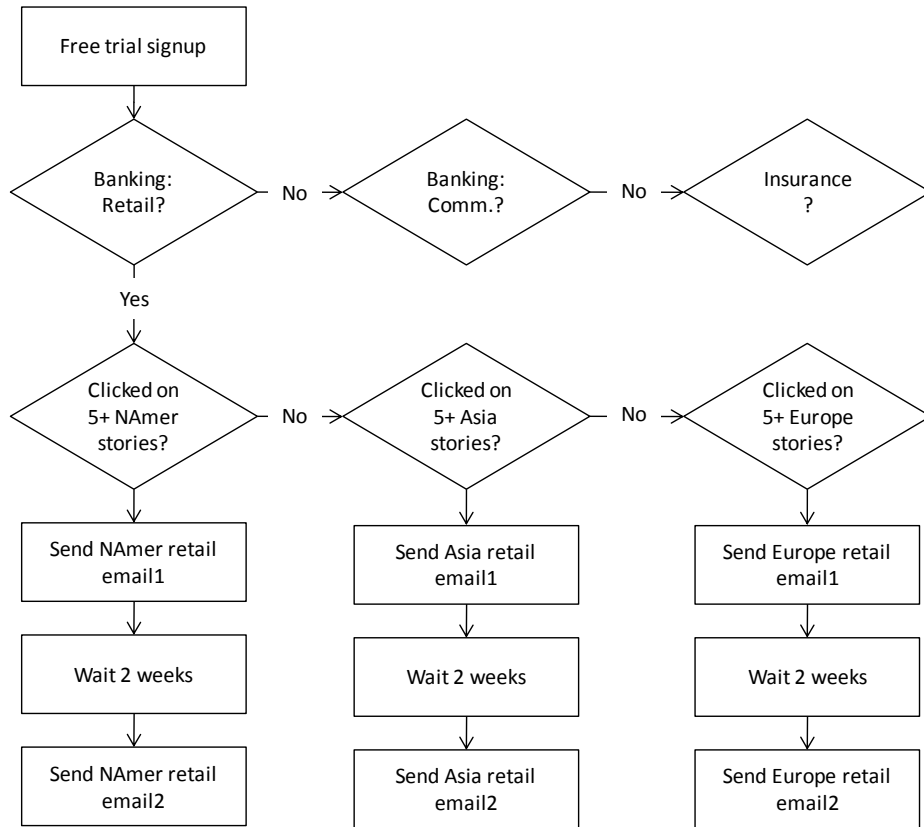 Free trial signup
Banking:
Retail?
No
Banking:
Comm.?
No
Insurance
?
Yes
Clicked on
5+ NAmer
stories?
No
Clicked on
5+ Asia
stories?
No
Clicked on
5+ Europe
stories?
Send NAmer retail
email1
Send Asia retail
email1
Send Europe retail
email1
Wait 2 weeks
Wait 2 weeks
Wait 2 weeks
Send NAmer retail
email2
Send Asia retail
email2
Send Europe retail
email2